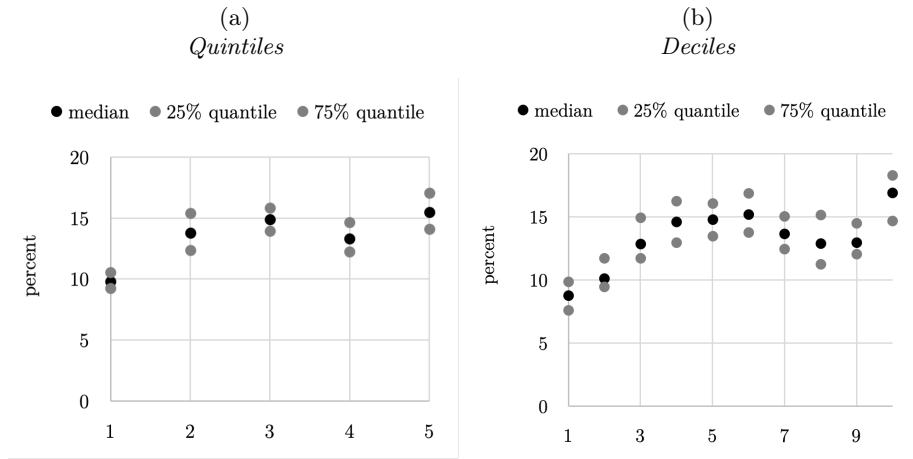 (a)
Quintiles
median 25% quantile 75% quantile
20
15
10
5
0
percent
1 2 3 4 5
(b)
Deciles
median 25% quantile 75% quantile
20
15
10
5
0
percent
1 3 5 7 9